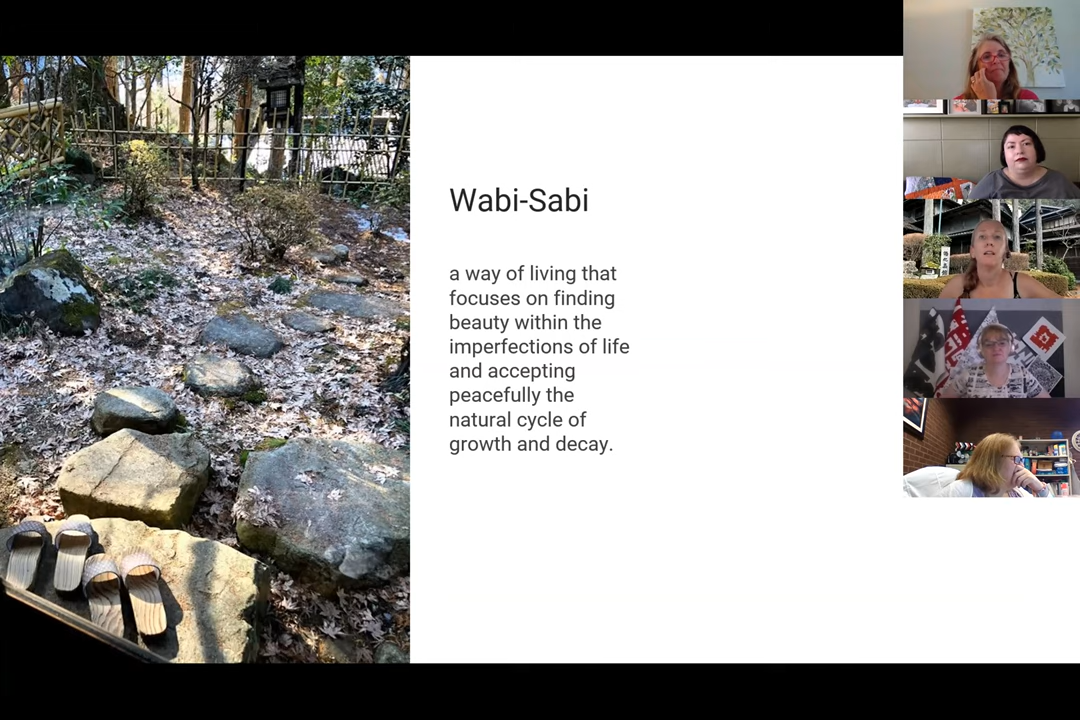 Wabi-Sabi
a way of living that
focuses on finding
beauty within the
imperfections of life
and accepting
peacefully the
natural cycle of
growth and decay.